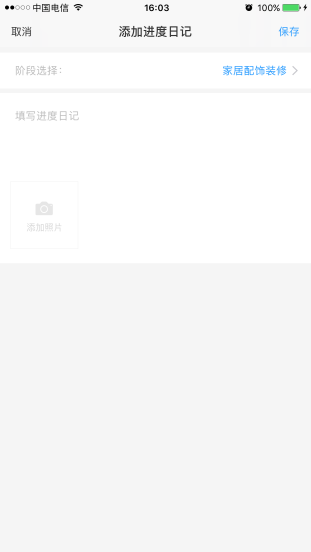 中国电信 16:03 100%
取消 添加进度日记 保存
阶段选择： 家居配饰装修
填写进度日记
添加照片